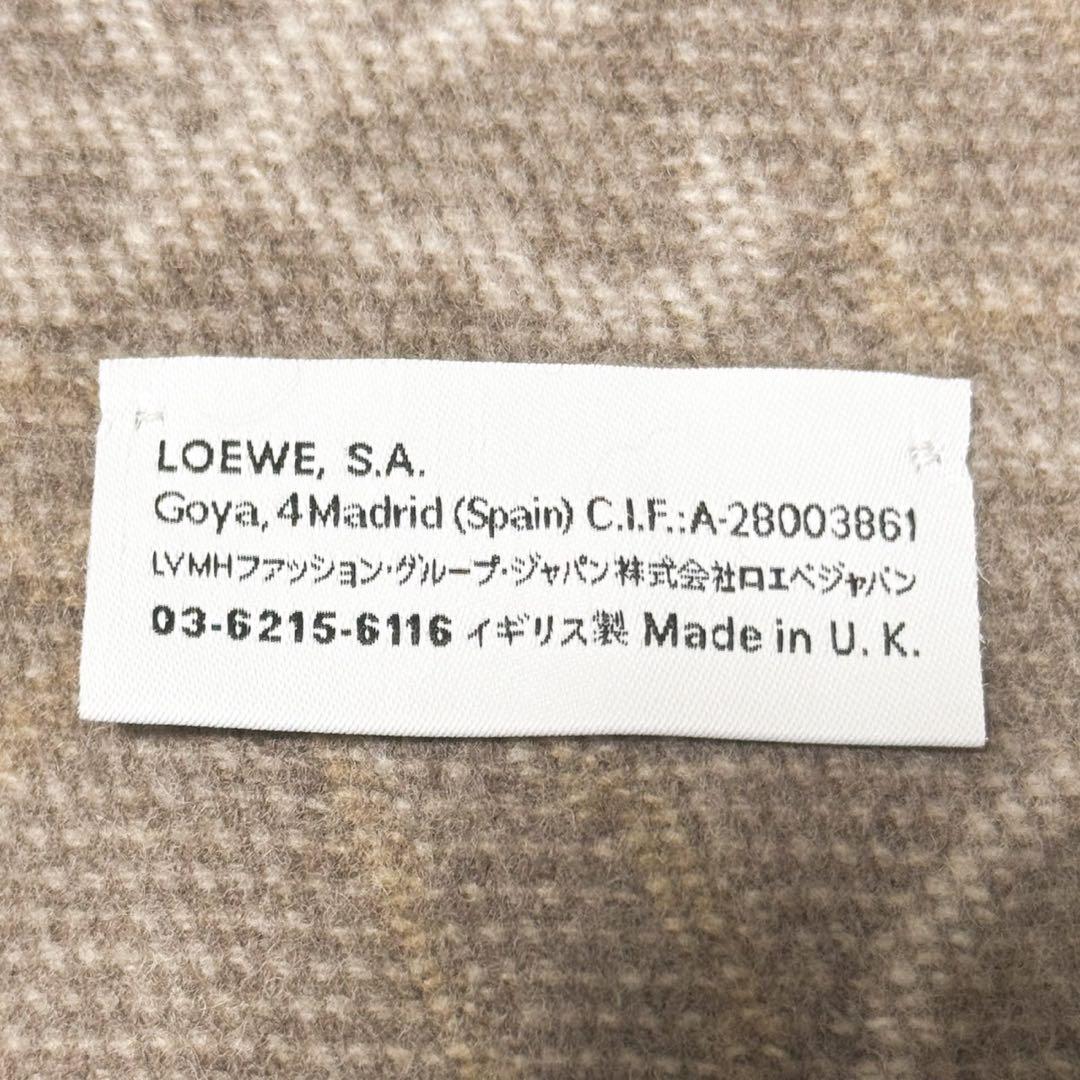 LOEWE, S.A.
Goya, 4 Madrid (Spain) C.I.F.:A-28003861
LVMHファッション・グループ・ジャパン株式会社ロエベジャパン
03-6215-6116 イギリス製 Made in U. K.